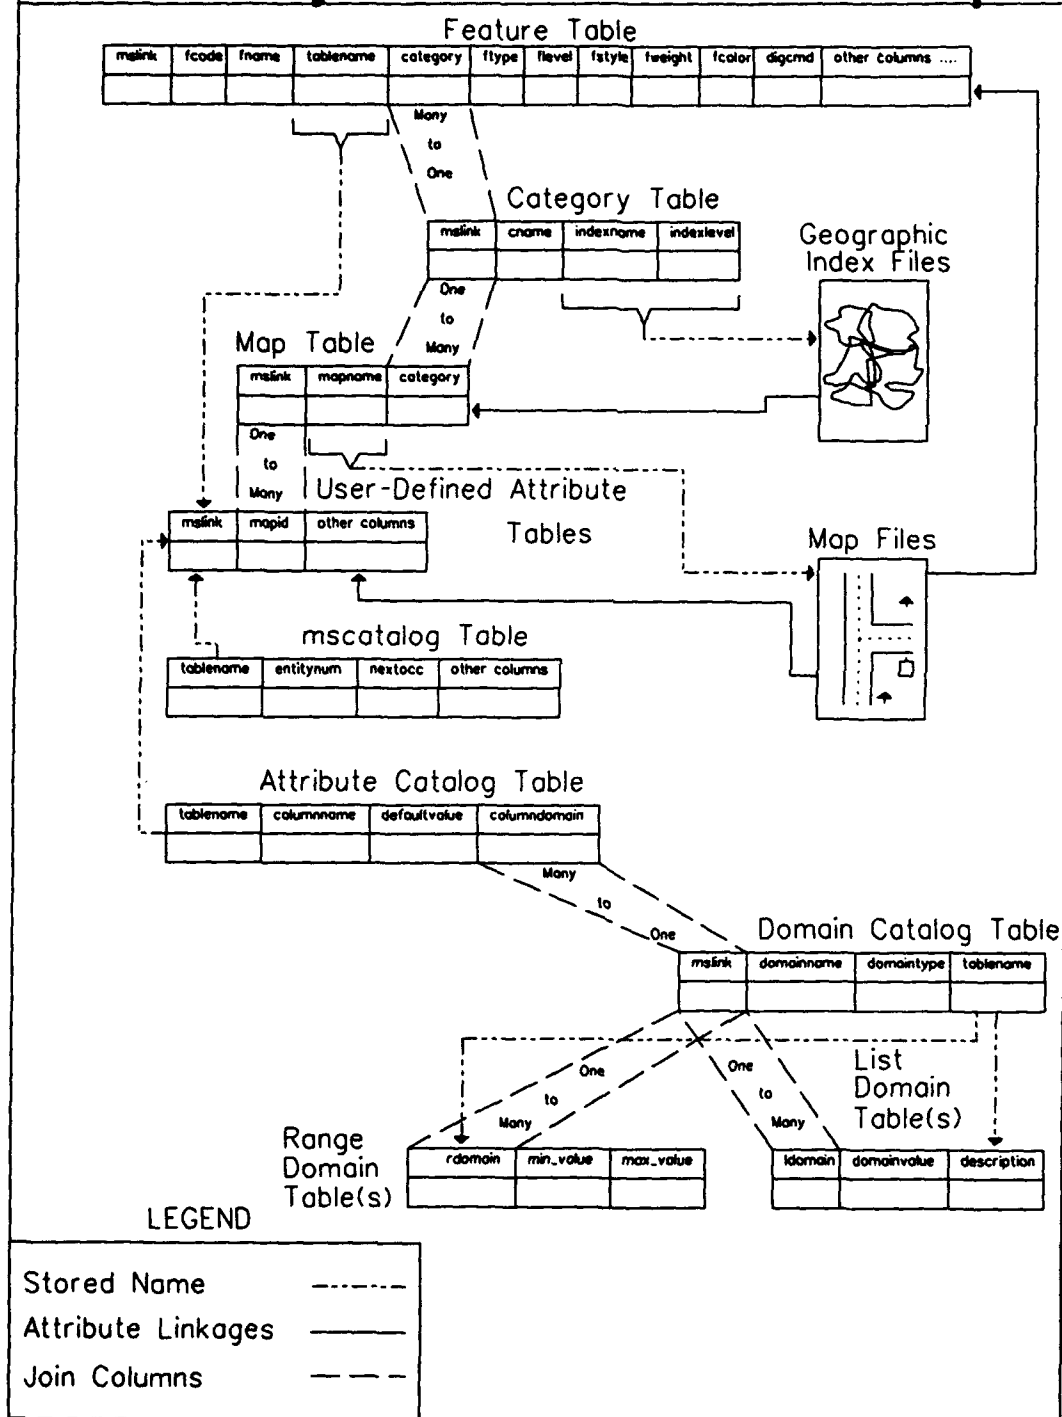 Feature Table
mslink fcode fname tablename category ftype flevel fstyle fweight fcolor digcmd other columns ....
Many
to
One
Category Table
mslink cname indexname indexlevel
Geographic
Index Files
One
to
Many
Map Table
mslink mapname category
One
to
Many
User-Defined Attribute
Tables
mslink mapid other columns
Map Files
mscatalog Table
tablename entitynum nextocc other columns
Attribute Catalog Table
tablename columnname defaultvalue columndomain
Many
to
One
Domain Catalog Table
mslink domainname domaintype tablename
One
to
Many
One
to
Many
List
Domain
Table(s)
Range
Domain
Table(s)
rdomain min_value max_value
ldomain domainvalue description
LEGEND
Stored Name
Attribute Linkages
Join Columns